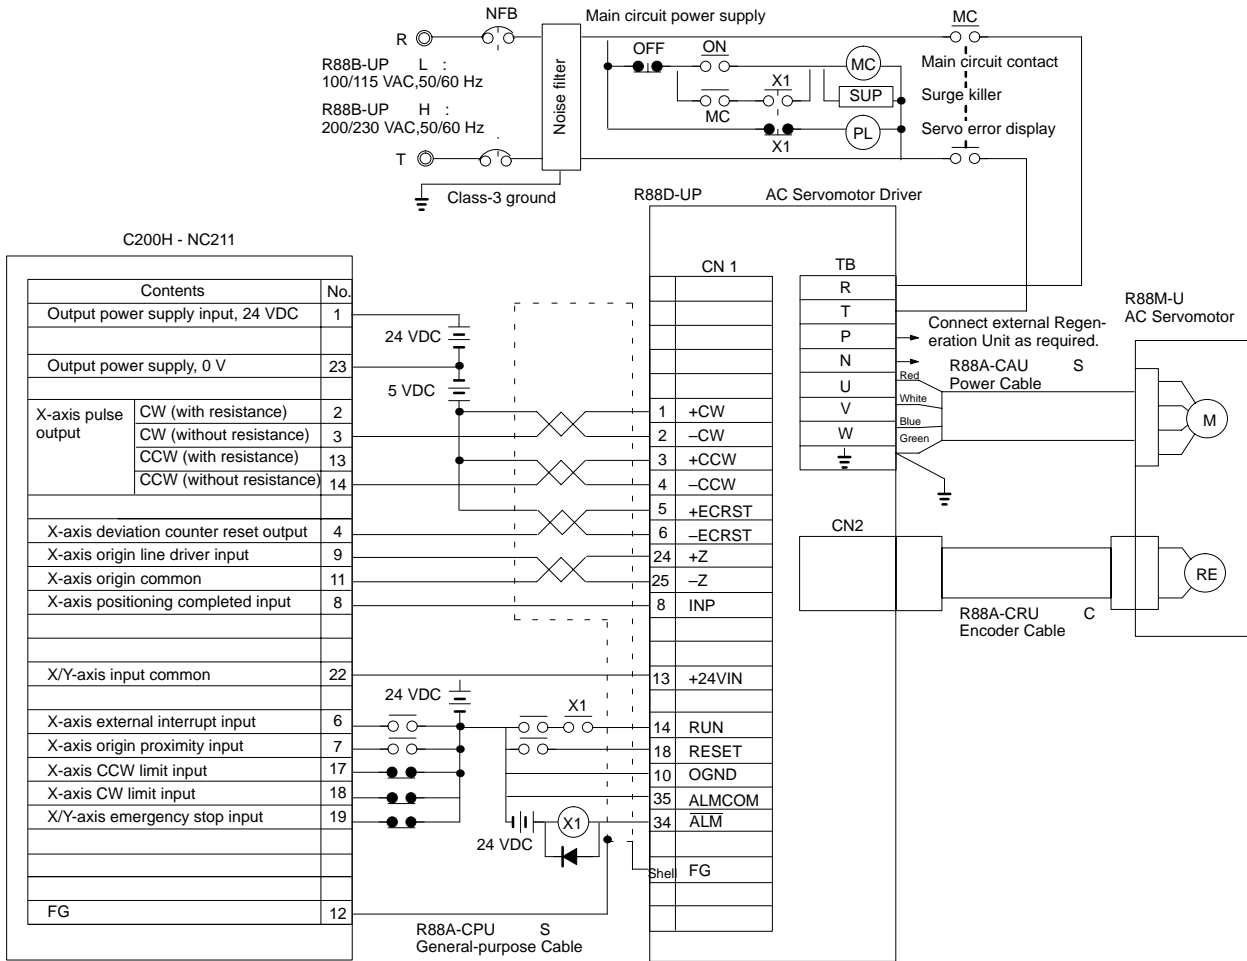 NFB
Main circuit power supply
MC
R
OFF
ON
MC
Main circuit contact
R88B-UP L :
100/115 VAC,50/60 Hz
Noise filter
X1
SUP
Surge killer
MC
R88B-UP H :
200/230 VAC,50/60 Hz
PL
Servo error display
X1
T
Class-3 ground
R88D-UP
AC Servomotor Driver
C200H - NC211
CN 1
TB
Contents
No.
Output power supply input, 24 VDC
1
Output power supply, 0 V
23
X-axis pulse
output
CW (with resistance)
2
CW (without resistance)
3
CCW (with resistance)
13
CCW (without resistance)
14
X-axis deviation counter reset output
4
X-axis origin line driver input
9
X-axis origin common
11
X-axis positioning completed input
8
X/Y-axis input common
22
X-axis external interrupt input
6
X-axis origin proximity input
7
X-axis CCW limit input
17
X-axis CW limit input
18
X/Y-axis emergency stop input
19
FG
12
24 VDC
5 VDC
24 VDC
X1
X1
24 VDC
R88A-CPU S
General-purpose Cable
1 +CW
2 –CW
3 +CCW
4 –CCW
5 +ECRST
6 –ECRST
24 +Z
25 –Z
8 INP
13 +24VIN
14 RUN
18 RESET
10 OGND
35 ALMCOM
34 ALM
Shell FG
R
T
P
N
U
V
W
Red
White
Blue
Green
Connect external Regen-
eration Unit as required.
R88A-CAU S
Power Cable
R88M-U
AC Servomotor
M
CN2
RE
R88A-CRU C
Encoder Cable